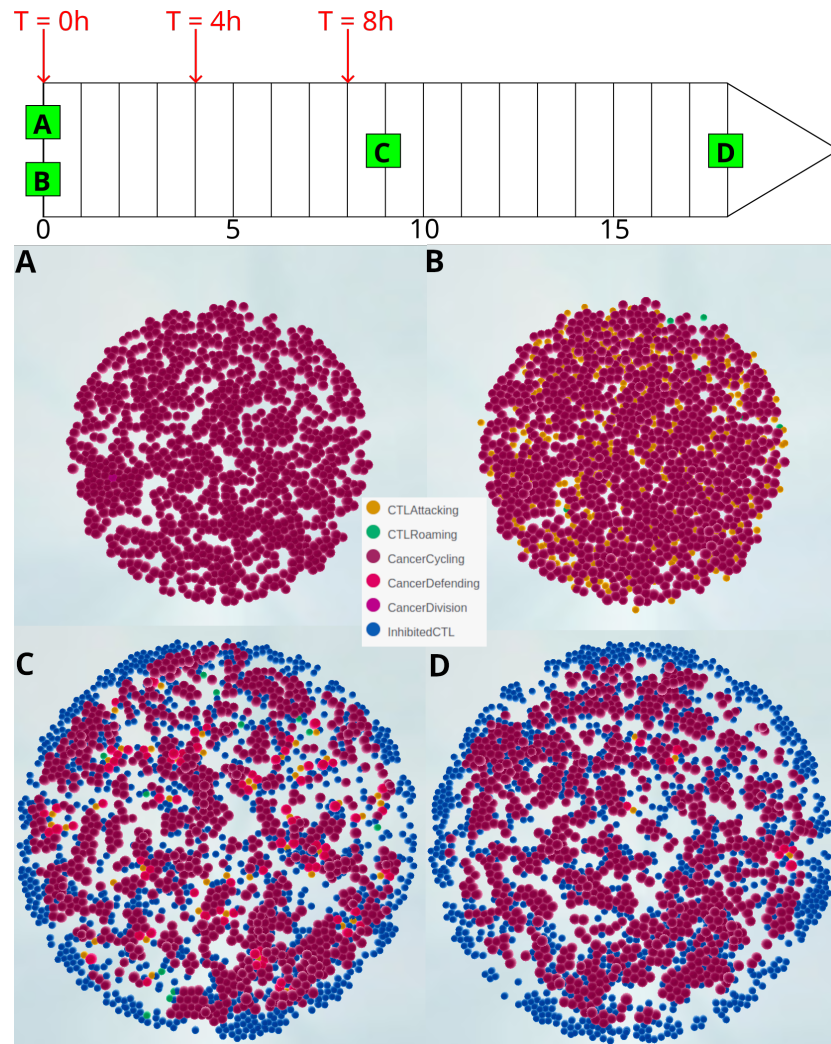 T = 0h T = 4h T = 8h
A
B
C
D
0 5 10 15
A B
CTLAttacking
CTLRoaming
CancerCycling
CancerDefending
CancerDivision
InhibitedCTL
C D